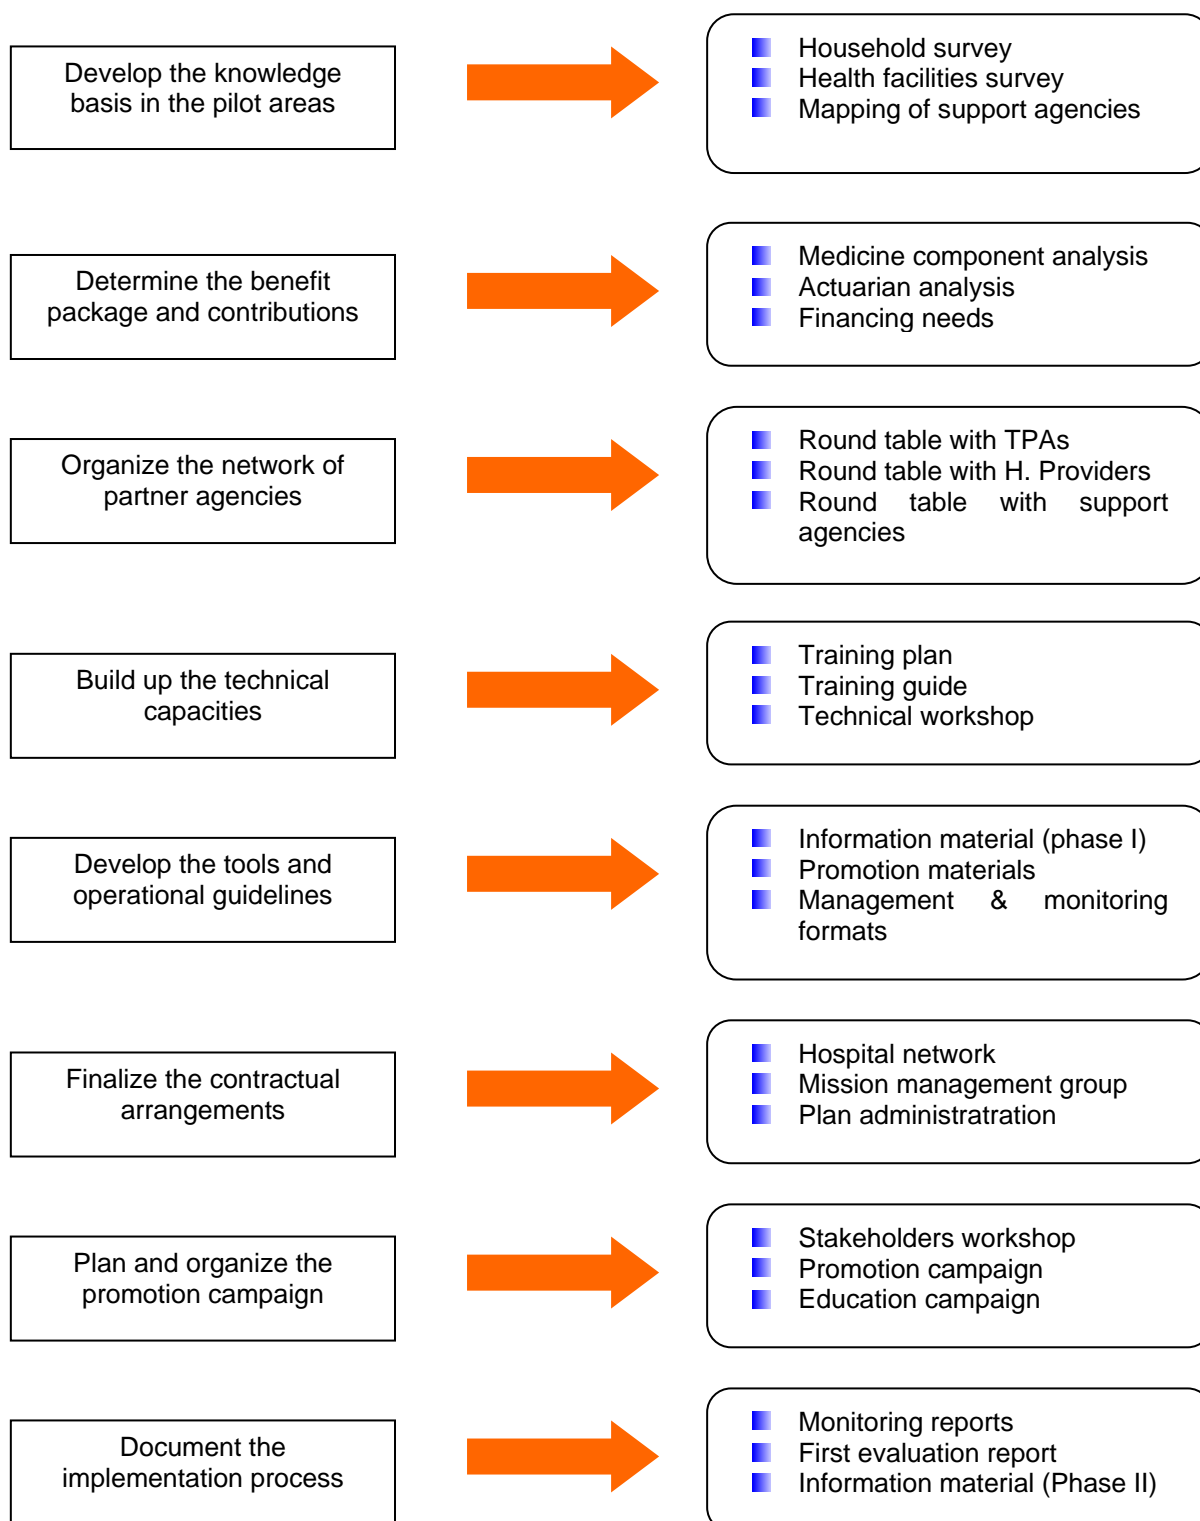 Develop the knowledge
basis in the pilot areas
Household survey
Health facilities survey
Mapping of support agencies
Determine the benefit
package and contributions
Medicine component analysis
Actuarian analysis
Financing needs
Organize the network of
partner agencies
Round table with TPAs
Round table with H. Providers
Round table with support
agencies
Build up the technical
capacities
Training plan
Training guide
Technical workshop
Develop the tools and
operational guidelines
Information material (phase I)
Promotion materials
Management & monitoring
formats
Finalize the contractual
arrangements
Hospital network
Mission management group
Plan administratration
Plan and organize the
promotion campaign
Stakeholders workshop
Promotion campaign
Education campaign
Document the
implementation process
Monitoring reports
First evaluation report
Information material (Phase II)